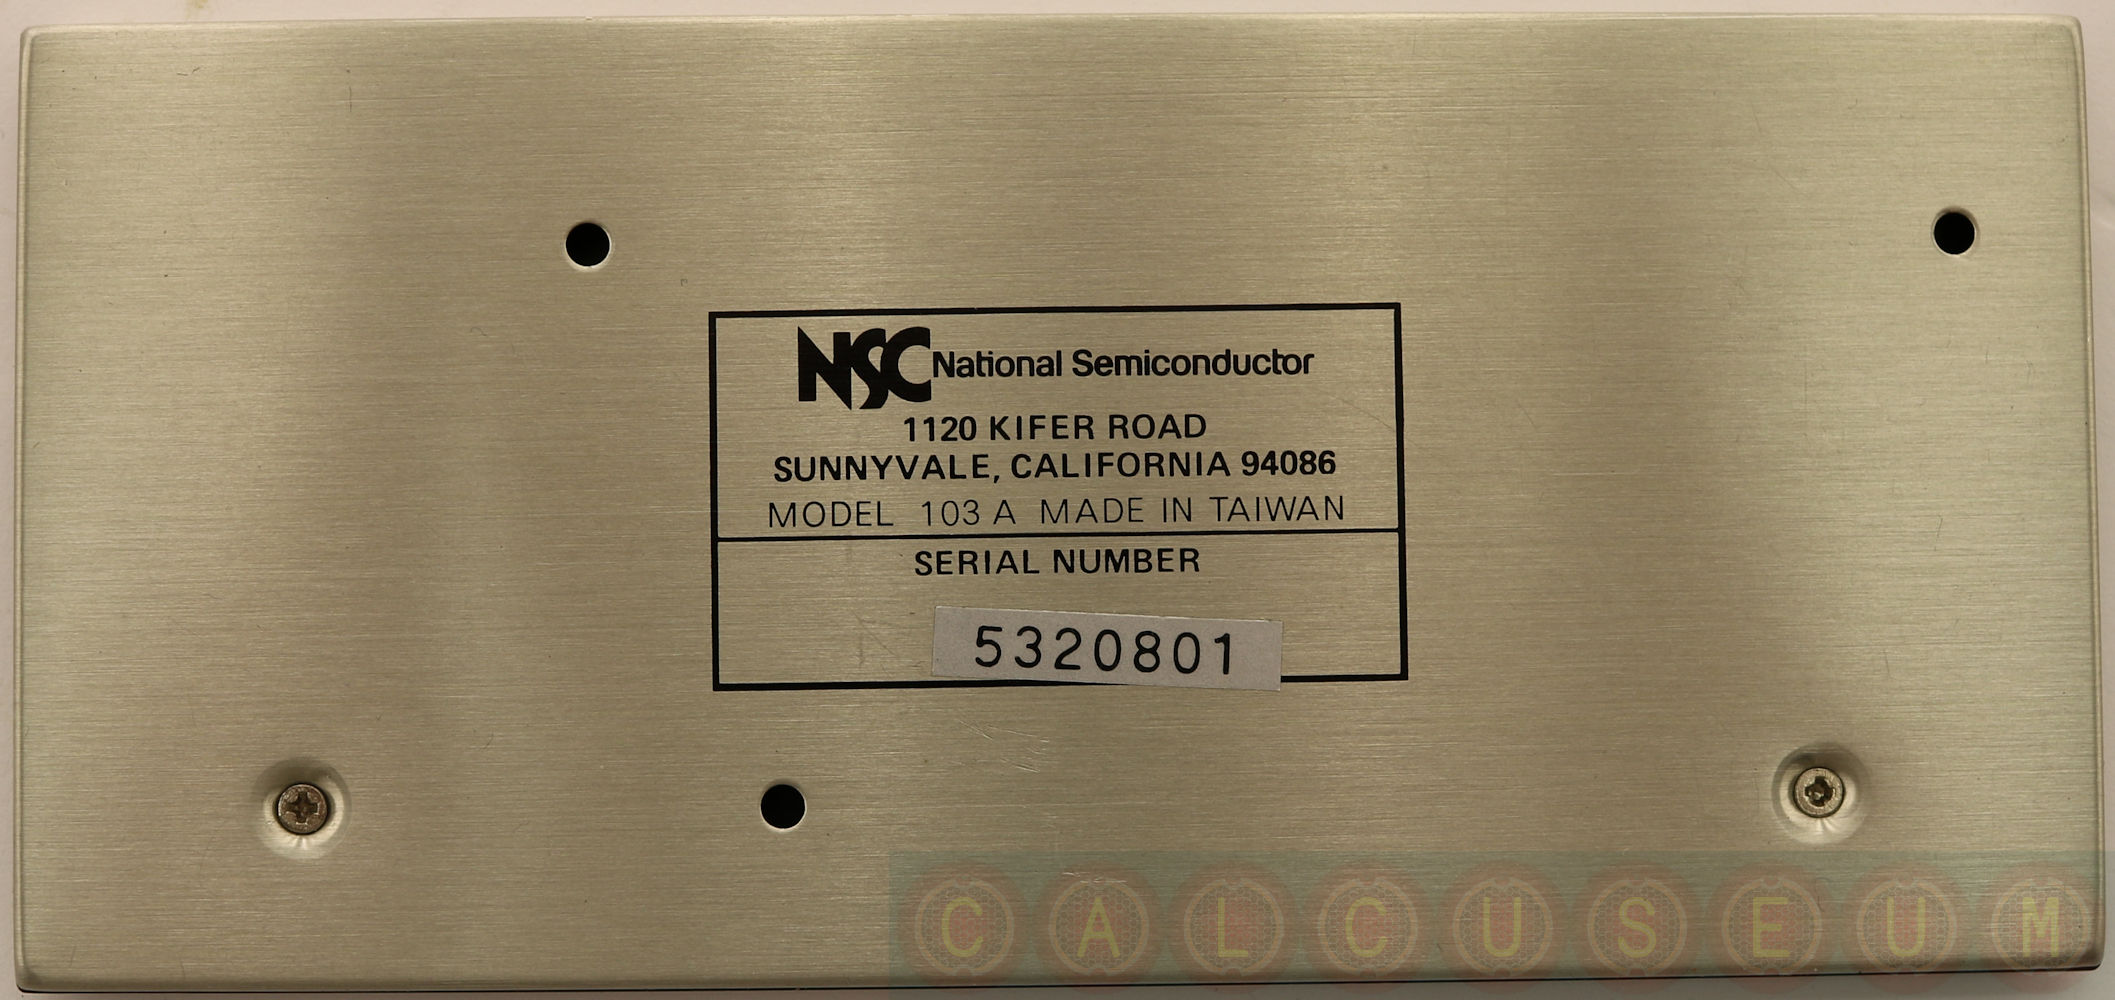 NSC National Semiconductor
1120 KIFER ROAD
SUNNYVALE, CALIFORNIA 94086
MODEL 103 A MADE IN TAIWAN
SERIAL NUMBER
5320801
CALCUSEUM